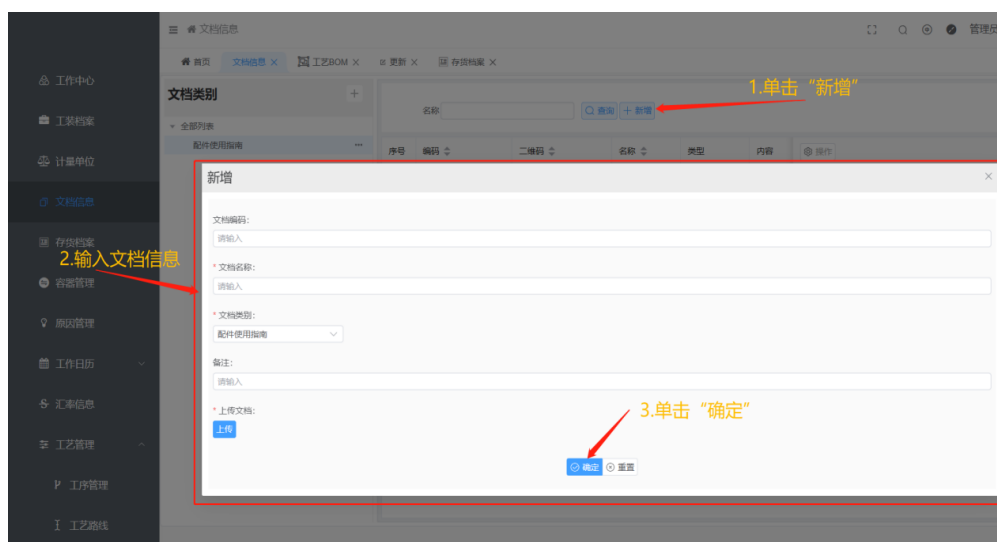 文档信息
管理员
首页
文档信息 ×
工艺BOM ×
更新 ×
存货档案 ×
工作中心
工装档案
计量单位
文档信息
存货档案
容器管理
原因管理
工作日历
汇率信息
工艺管理
工序管理
工艺路线
文档类别
全部列表
配件使用指南
名称
查询
新增
1.单击“新增”
序号 编码 二维码 名称 类型 内容 操作
2.输入文档信息
新增
文档编码：
请输入
* 文档名称：
请输入
* 文档类别：
配件使用指南
备注：
请输入
* 上传文档：
上传
3.单击“确定”
确定
重置